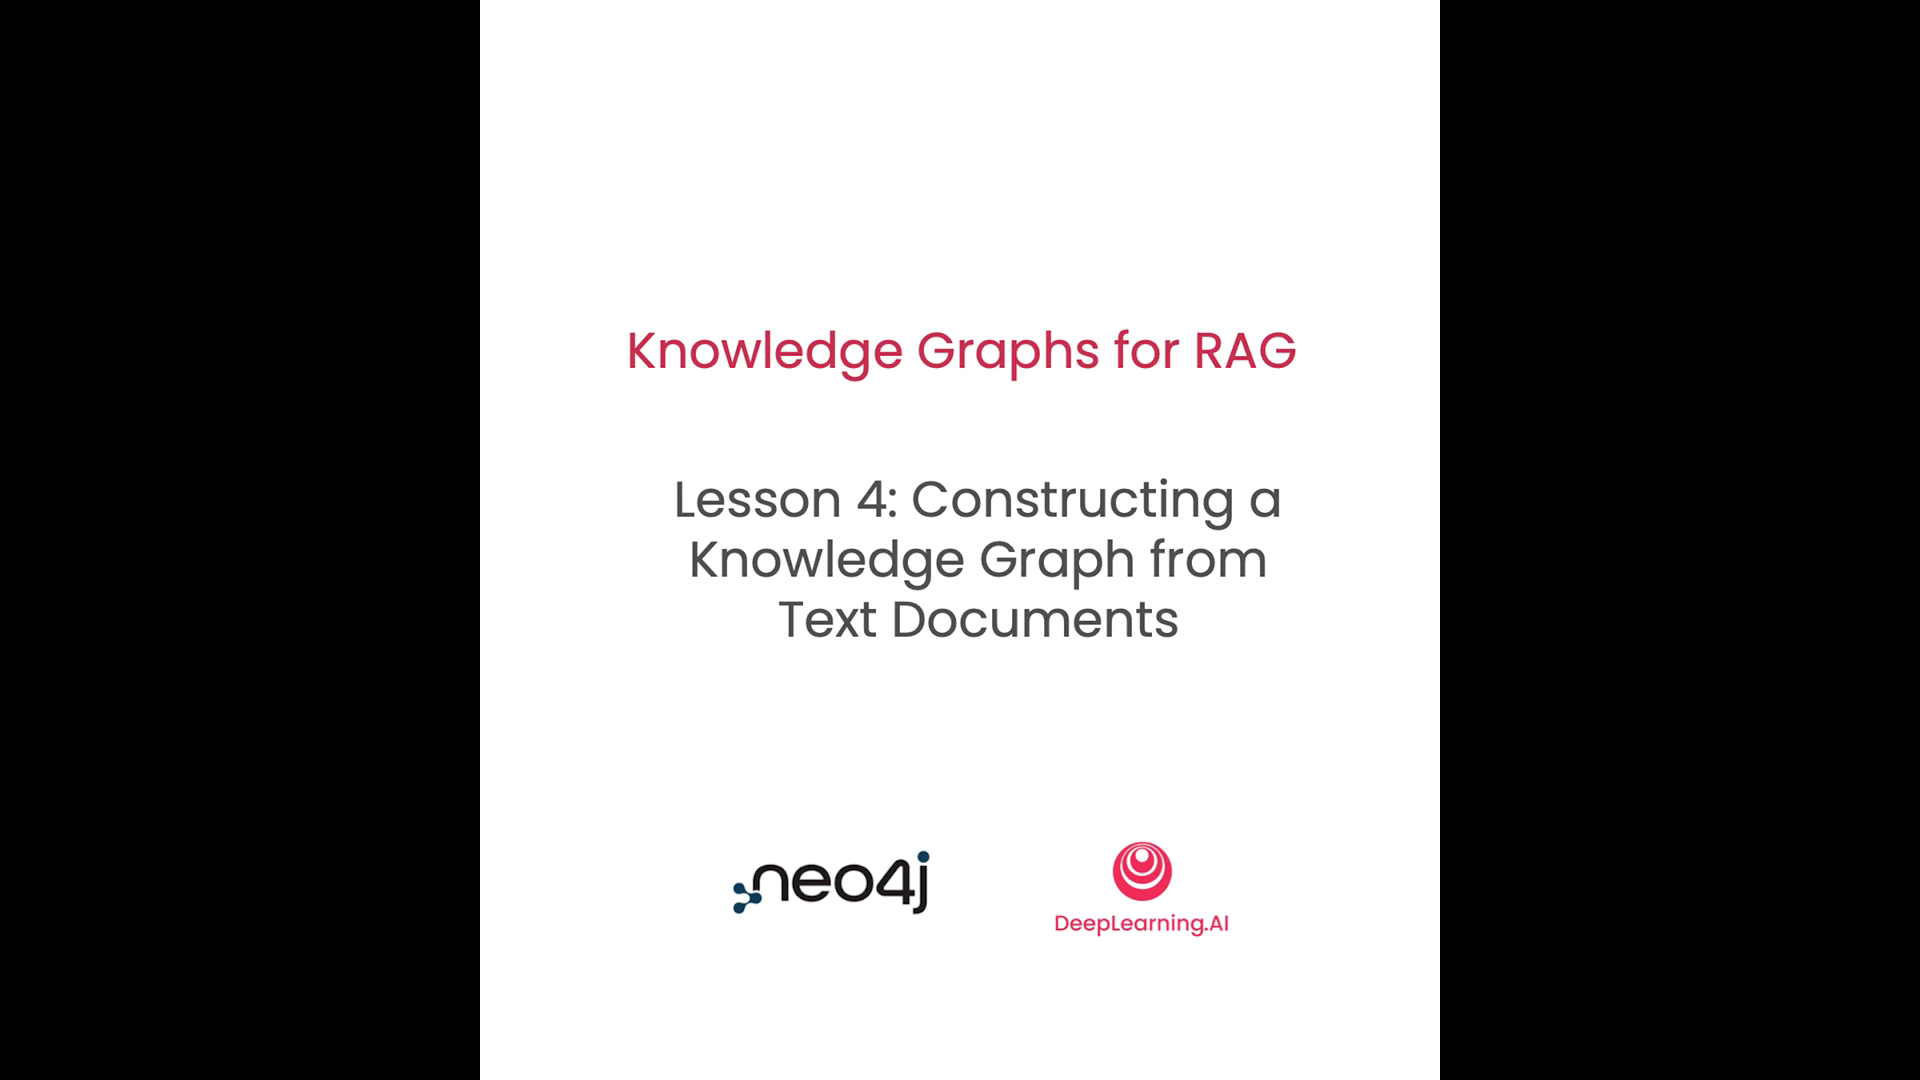 Knowledge Graphs for RAG
Lesson 4: Constructing a
Knowledge Graph from
Text Documents
neo4j
DeepLearning.AI